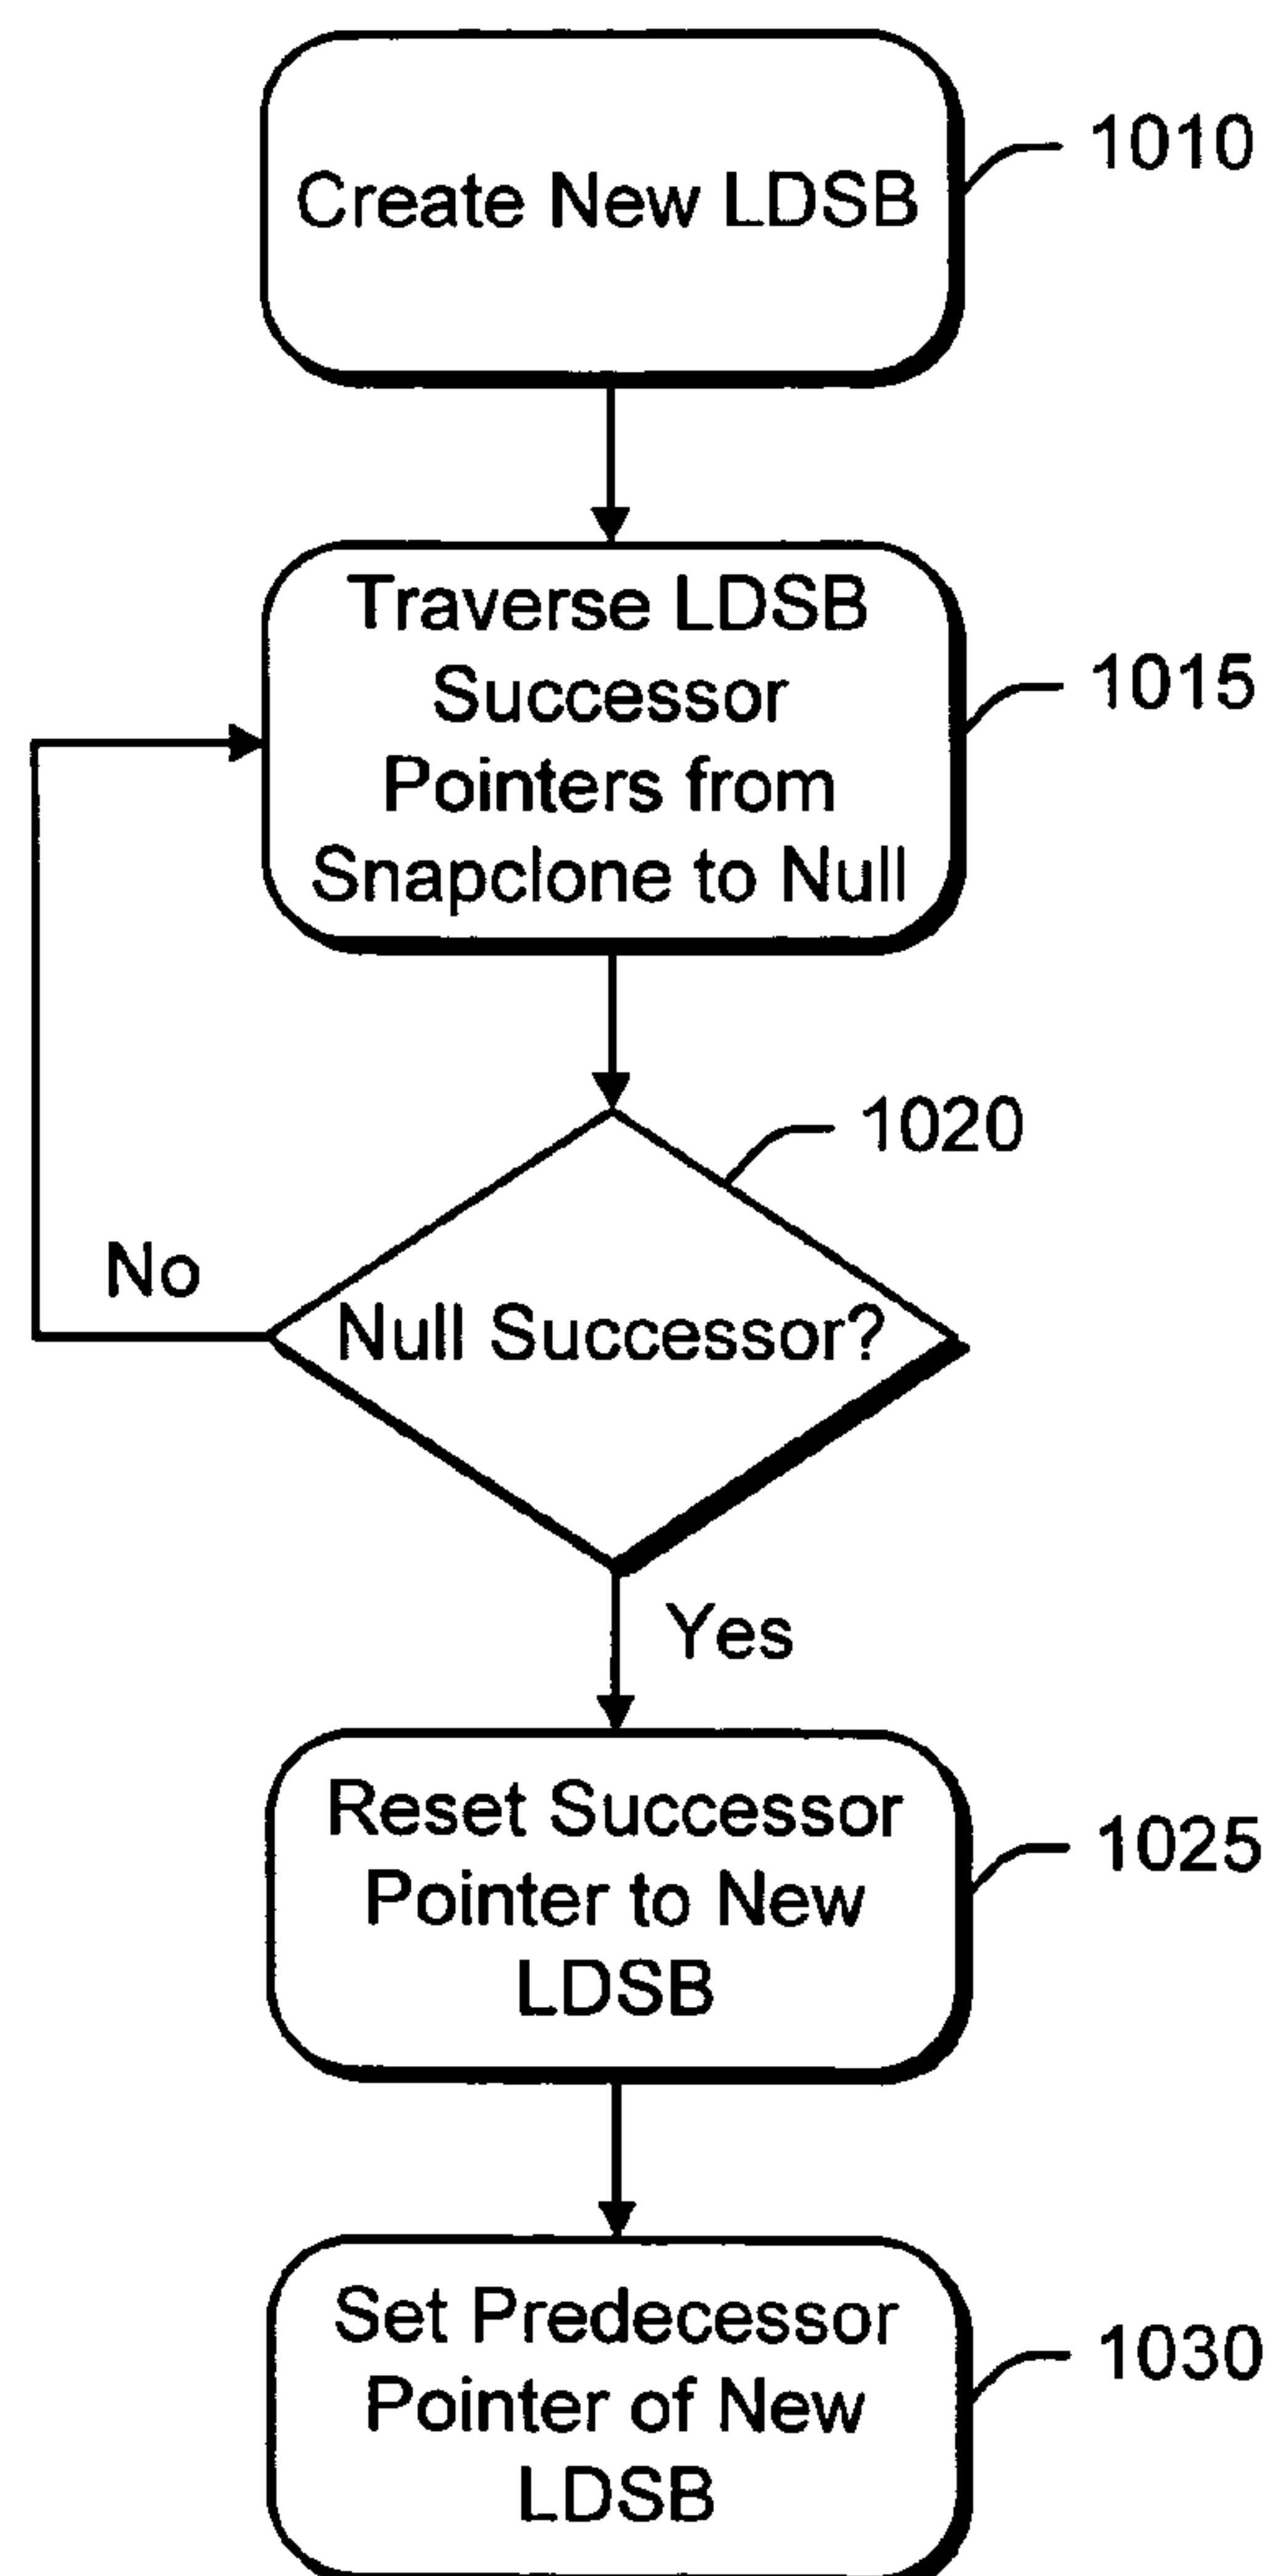 Create New LDSB
1010
Traverse LDSB
Successor
Pointers from
Snapclone to Null
1015
1020
No
Null Successor?
Yes
Reset Successor
Pointer to New
LDSB
1025
Set Predecessor
Pointer of New
LDSB
1030